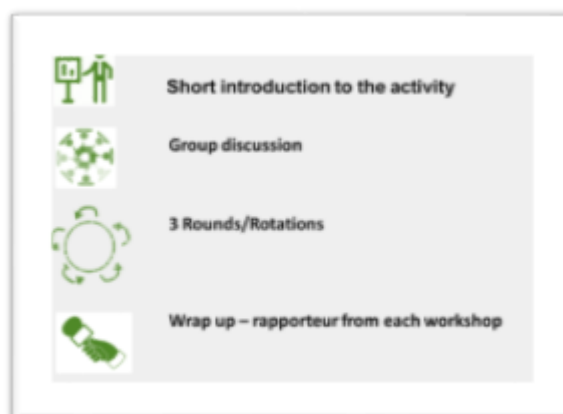 Short introduction to the activity
Group discussion
3 Rounds/Rotations
Wrap up – rapporteur from each workshop